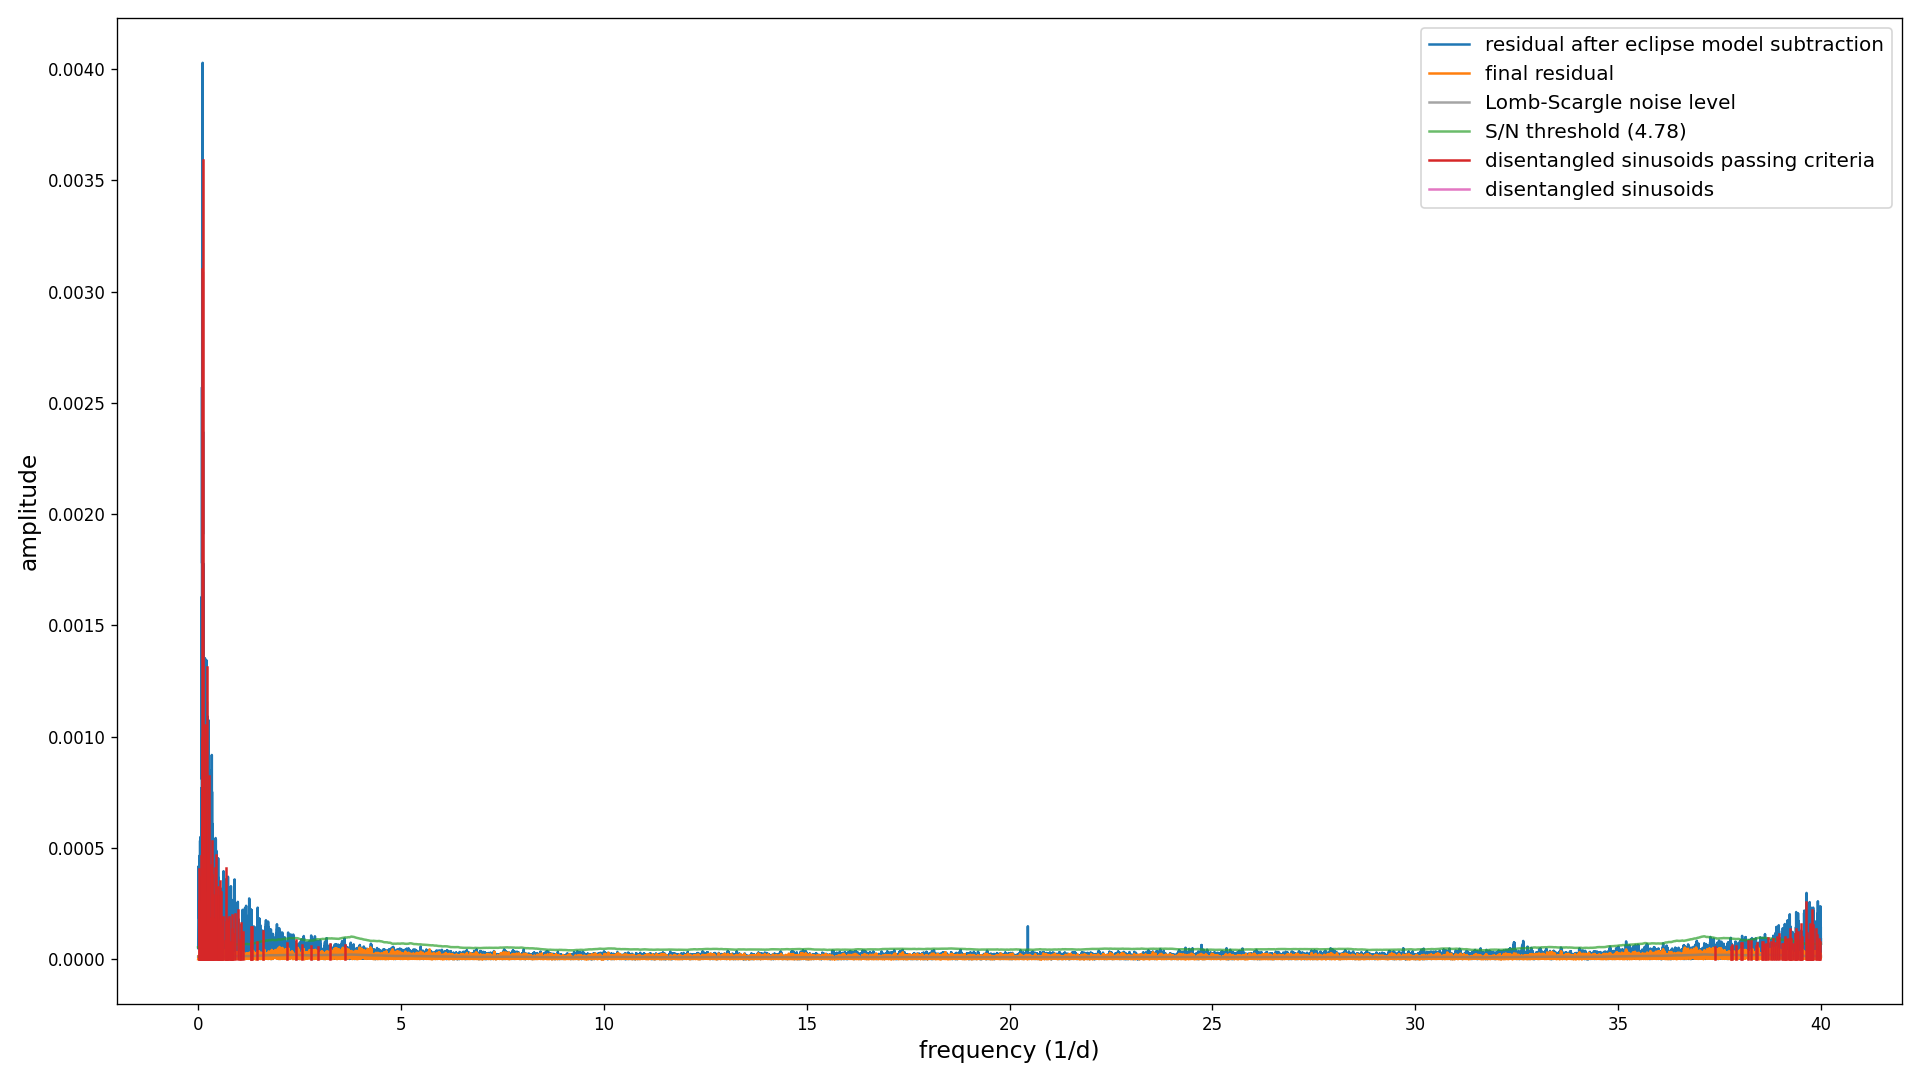 residual after eclipse model subtraction
final residual
Lomb-Scargle noise level
S/N threshold (4.78)
disentangled sinusoids passing criteria
disentangled sinusoids
amplitude
0.0040
0.0035
0.0030
0.0025
0.0020
0.0015
0.0010
0.0005
0.0000
0 5 10 15 20 25 30 35 40
frequency (1/d)